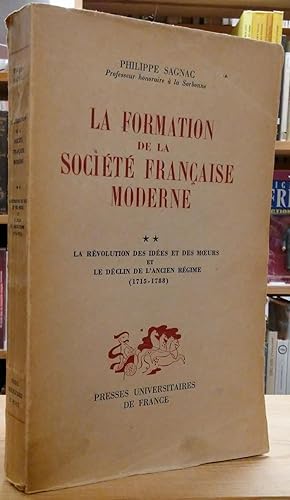 PHILIPPE SAGNAC
Professeur honoraire à la Sorbonne
LA FORMATION
DE LA
SOCIÉTÉ FRANÇAISE
MODERNE
**
LA RÉVOLUTION DES IDÉES ET DES MŒURS
ET
LE DÉCLIN DE L'ANCIEN RÉGIME
(1715-1788)
PRESSES UNIVERSITAIRES
DE FRANCE